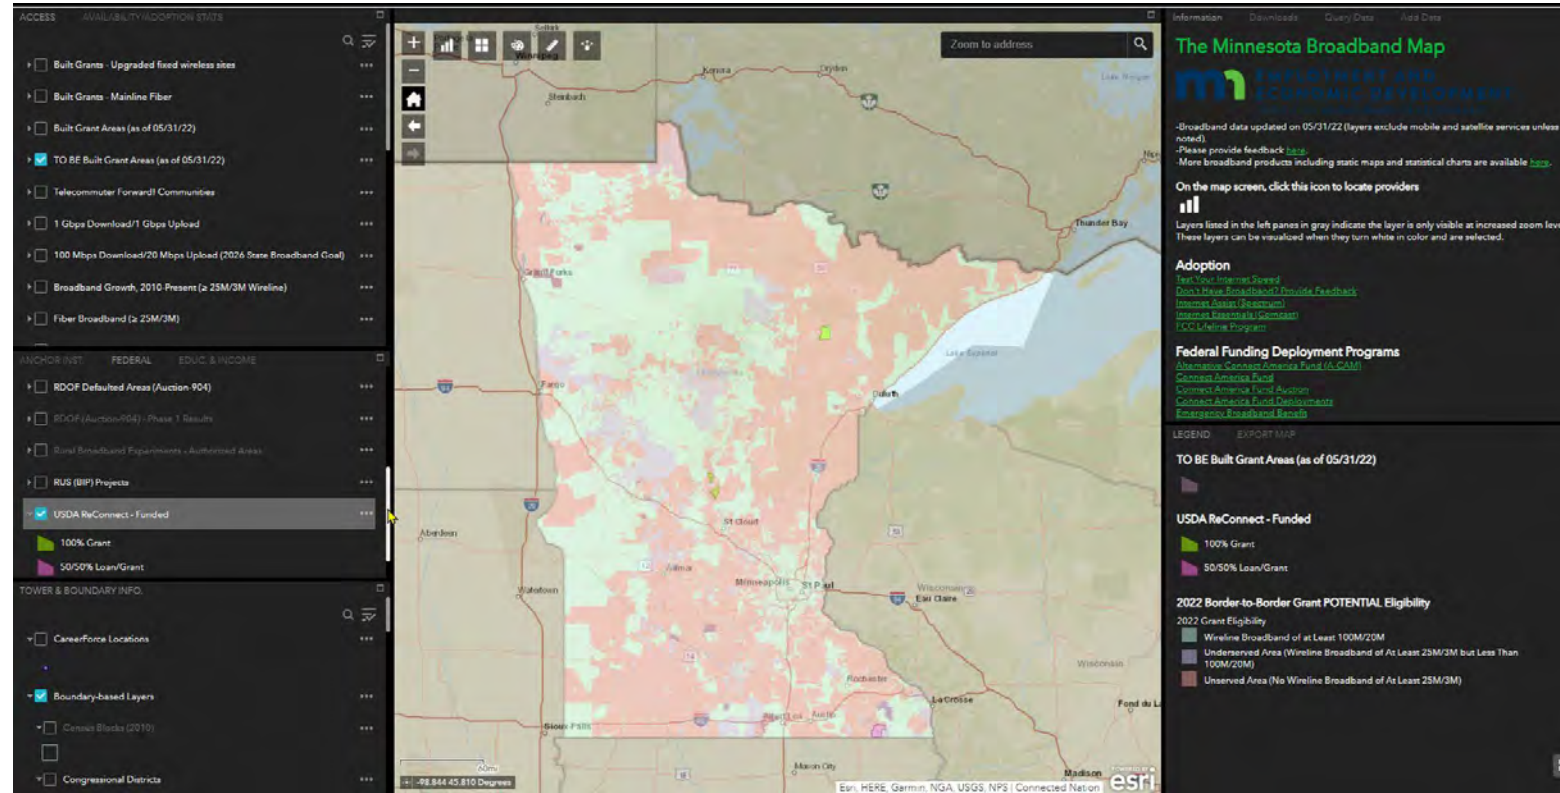 ACCESS
AVAILABILITY/ADOPTION STATS
Built Grants - Upgraded fixed wireless sites
Built Grants - Mainline Fiber
Built Grant Areas (as of 05/31/22)
TO BE Built Grant Areas (as of 05/31/22)
Telecommuter Forward! Communities
1 Gbps Download/1 Gbps Upload
100 Mbps Download/20 Mbps Upload (2026 State Broadband Goal)
Broadband Growth, 2010-Present (≥ 25M/3M Wireline)
Fiber Broadband (≥ 25M/3M)
ANCHOR INST.
FEDERAL
EDUC. & INCOME
RDOF Defaulted Areas (Auction-904)
RDOF (Auction-904) - Phase 1 Results
Rural Broadband Experiments - Authorized Areas
RUS (BIP) Projects
USDA ReConnect - Funded
100% Grant
50/50% Loan/Grant
TOWER & BOUNDARY INFO.
CareerForce Locations
Boundary-based Layers
Census Blocks (2010)
Congressional Districts
Zoom to address
Selkirk
Winnipeg
Steinbach
Kenora
Dryden
Thunder Bay
Grand Forks
Fargo
Lake Superior
Duluth
Aberdeen
St Cloud
Willmar
Minneapolis
St Paul
Watertown
Wisconsin
Eau Claire
Wisconsin
Rochester
La Crosse
Fond du L
Albert Lea
Austin
Sioux Falls
Mason City
Madison
60mi
-98.844 45.810 Degrees
POWERED BY
esri
Esri, HERE, Garmin, NGA, USGS, NPS | Connected Nation
Information
Downloads
Query Data
Add Data
The Minnesota Broadband Map
EMPLOYMENT AND
ECONOMIC DEVELOPMENT
-Broadband data updated on 05/31/22 (layers exclude mobile and satellite services unless
noted).
-Please provide feedback here.
-More broadband products including static maps and statistical charts are available here.
On the map screen, click this icon to locate providers
Layers listed in the left panes in gray indicate the layer is only visible at increased zoom leve
These layers can be visualized when they turn white in color and are selected.
Adoption
Test Your Internet Speed
Don't Have Broadband? Provide Feedback
Internet Assist (Spectrum)
Internet Essentials (Comcast)
FCC Lifeline Program
Federal Funding Deployment Programs
Alternative Connect America Fund (A-CAM)
Connect America Fund
Connect America Fund Auction
Connect America Fund Deployments
Emergency Broadband Benefit
LEGEND
EXPORT MAP
TO BE Built Grant Areas (as of 05/31/22)
USDA ReConnect - Funded
100% Grant
50/50% Loan/Grant
2022 Border-to-Border Grant POTENTIAL Eligibility
2022 Grant Eligibility
Wireline Broadband of at Least 100M/20M
Underserved Area (Wireline Broadband of At Least 25M/3M but Less Than
100M/20M)
Unserved Area (No Wireline Broadband of At Least 25M/3M)